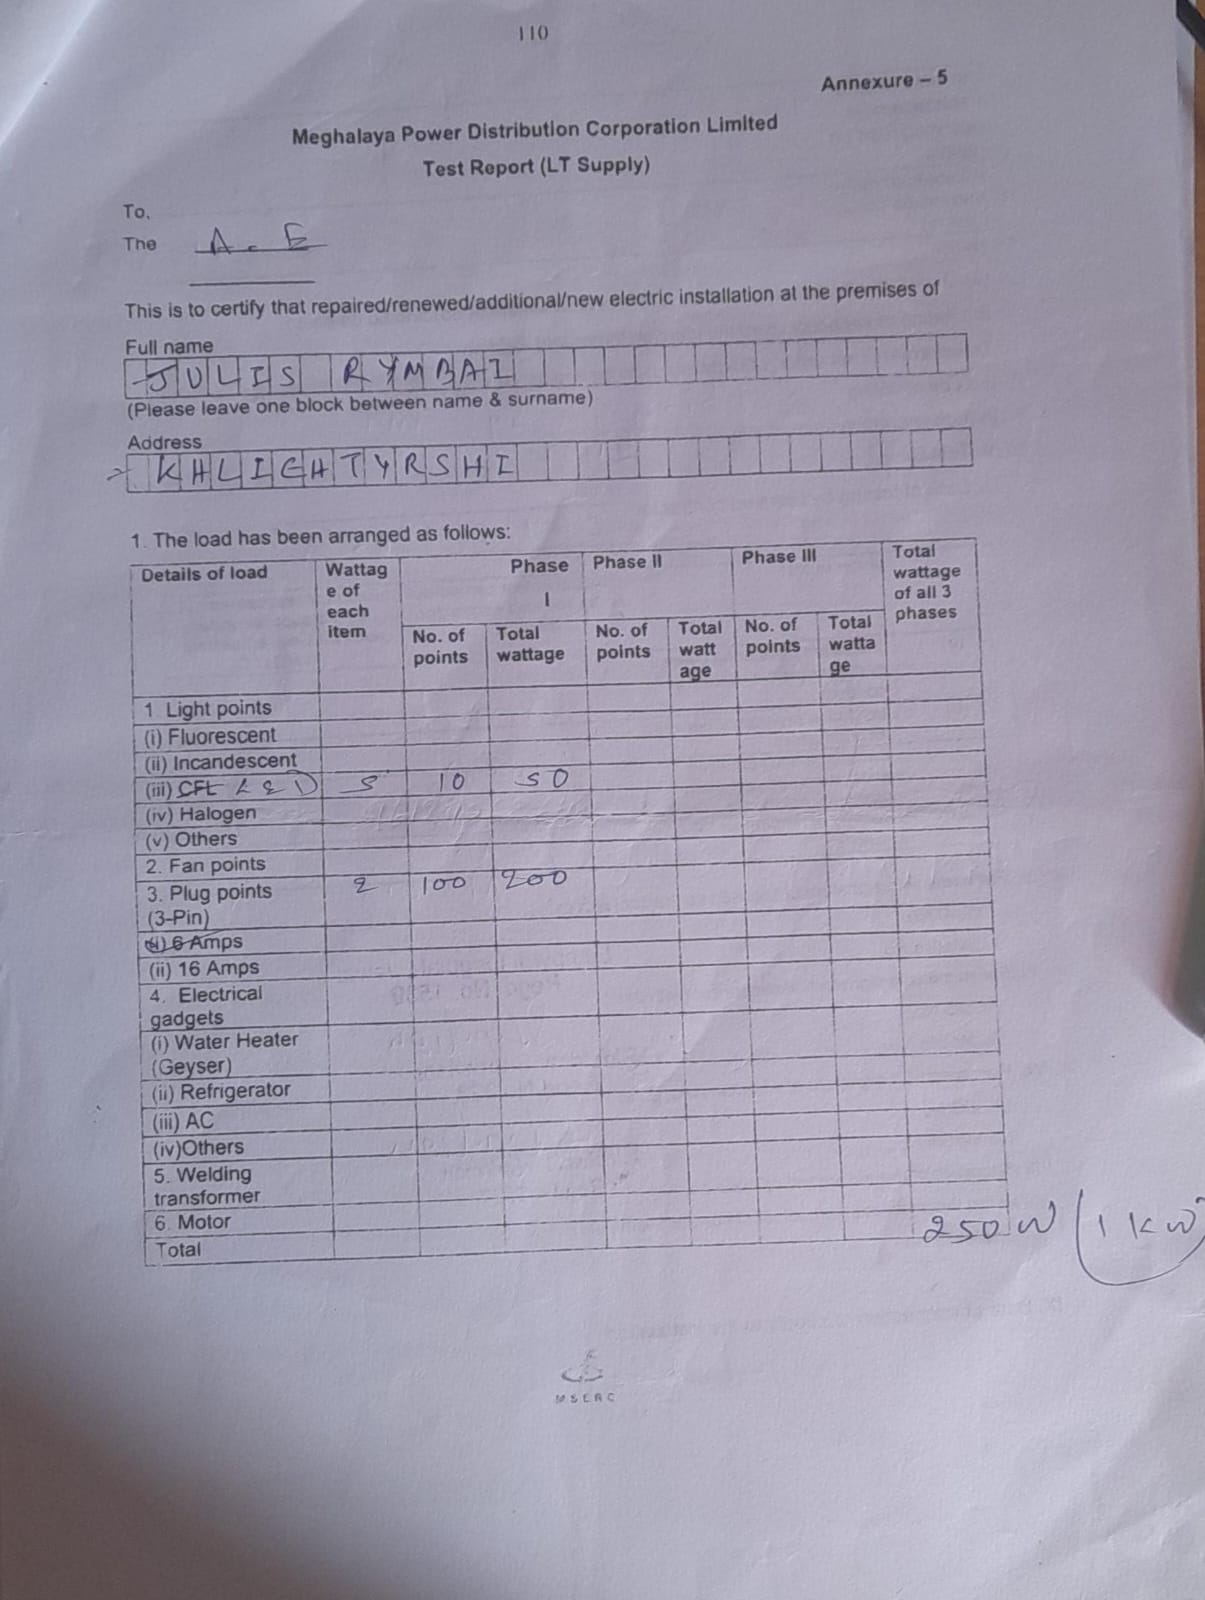 110
Annexure – 5
Meghalaya Power Distribution Corporation Limited
Test Report (LT Supply)
To,
The A. E
This is to certify that repaired/renewed/additional/new electric installation at the premises of
Full name
JULIS RYMBAI
(Please leave one block between name & surname)
Address
KHLIEHTYRSHI
1. The load has been arranged as follows:
Details of load Wattag e of each item Phase I Phase II Phase III Total wattage of all 3 phases
No. of points Total wattage No. of points Total watt age No. of points Total watta ge
1 Light points
(i) Fluorescent
(ii) Incandescent
(iii) CFL LED 5 10 50
(iv) Halogen
(v) Others
2. Fan points
3. Plug points 2 100 200
(3-Pin)
(i) 6 Amps
(ii) 16 Amps
4. Electrical
gadgets
(i) Water Heater
(Geyser)
(ii) Refrigerator
(iii) AC
(iv)Others
5. Welding
transformer
6. Motor
Total 250 W (1 KW)
MSERC